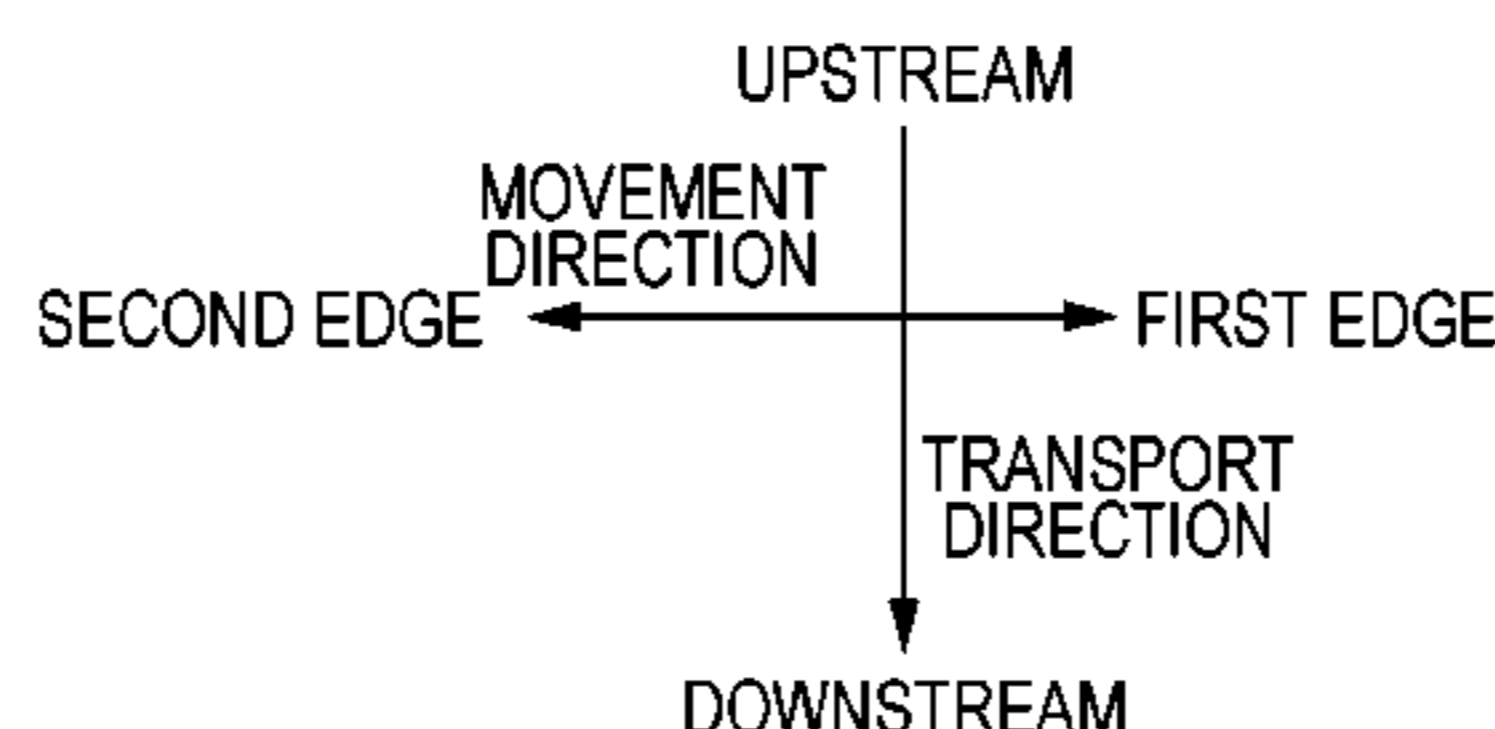 UPSTREAM
MOVEMENT
DIRECTION
SECOND EDGE
FIRST EDGE
TRANSPORT
DIRECTION
DOWNSTREAM